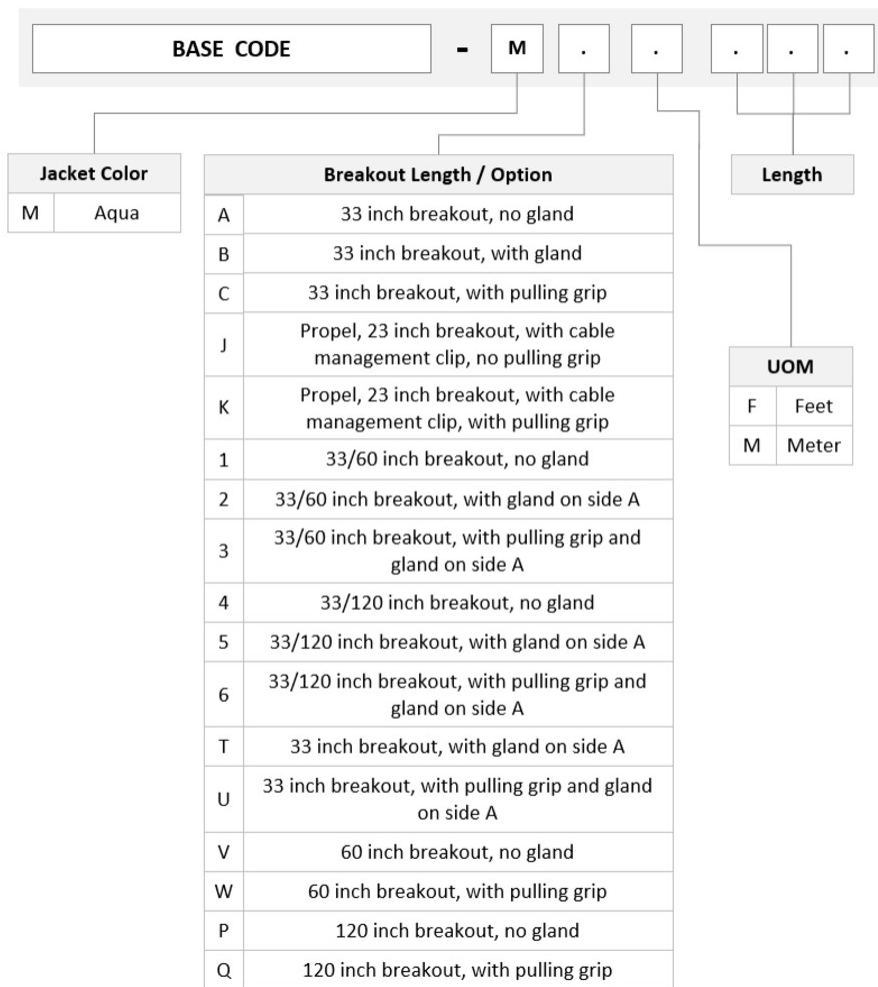 BASE CODE - M . . . . .
Jacket Color
M Aqua
Breakout Length / Option
A 33 inch breakout, no gland
B 33 inch breakout, with gland
C 33 inch breakout, with pulling grip
J Propel, 23 inch breakout, with cable
management clip, no pulling grip
K Propel, 23 inch breakout, with cable
management clip, with pulling grip
1 33/60 inch breakout, no gland
2 33/60 inch breakout, with gland on side A
3 33/60 inch breakout, with pulling grip and
gland on side A
4 33/120 inch breakout, no gland
5 33/120 inch breakout, with gland on side A
6 33/120 inch breakout, with pulling grip and
gland on side A
T 33 inch breakout, with gland on side A
U 33 inch breakout, with pulling grip and gland
on side A
V 60 inch breakout, no gland
W 60 inch breakout, with pulling grip
P 120 inch breakout, no gland
Q 120 inch breakout, with pulling grip
Length
UOM
F Feet
M Meter